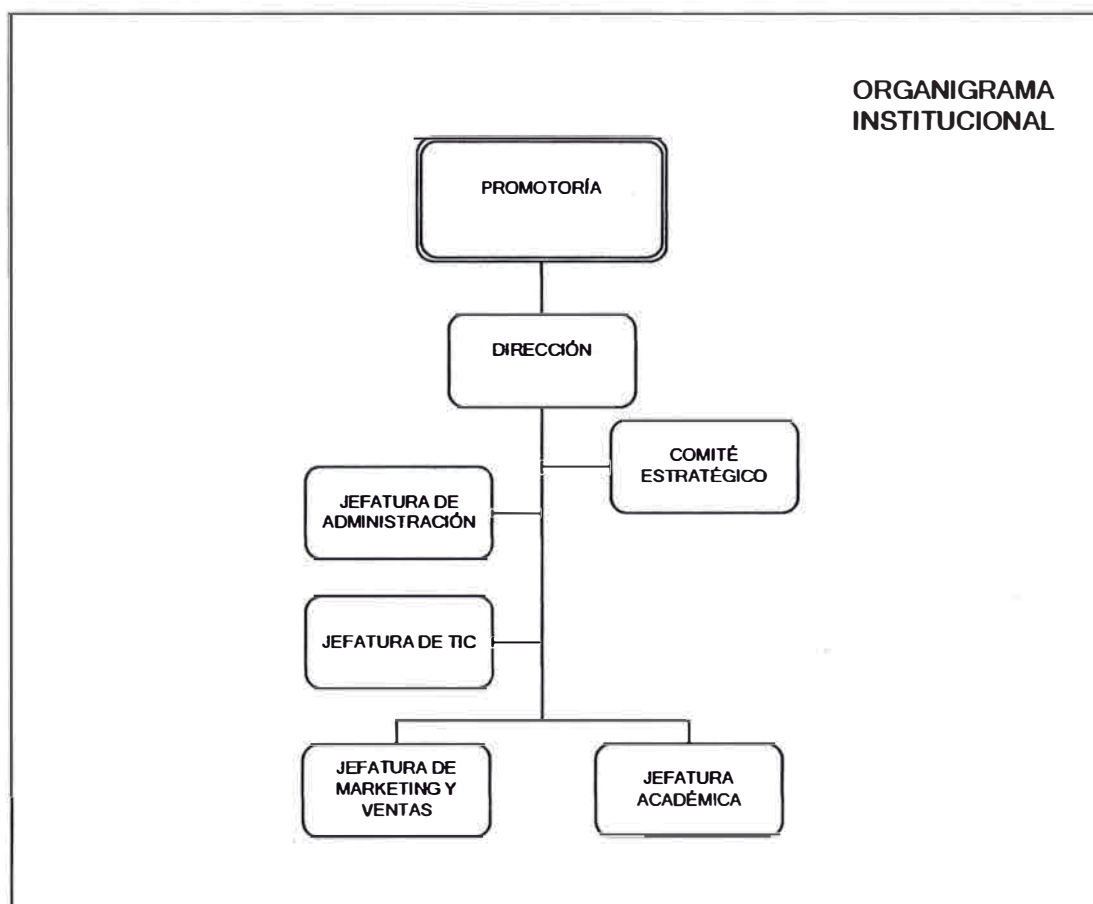 ORGANIGRAMA
INSTITUCIONAL
PROMOTORÍA
DIRECCIÓN
COMITÉ
ESTRATÉGICO
JEFATURA DE
ADMINISTRACIÓN
JEFATURA DE TIC
JEFATURA DE
MARKETING Y
VENTAS
JEFATURA
ACADÉMICA